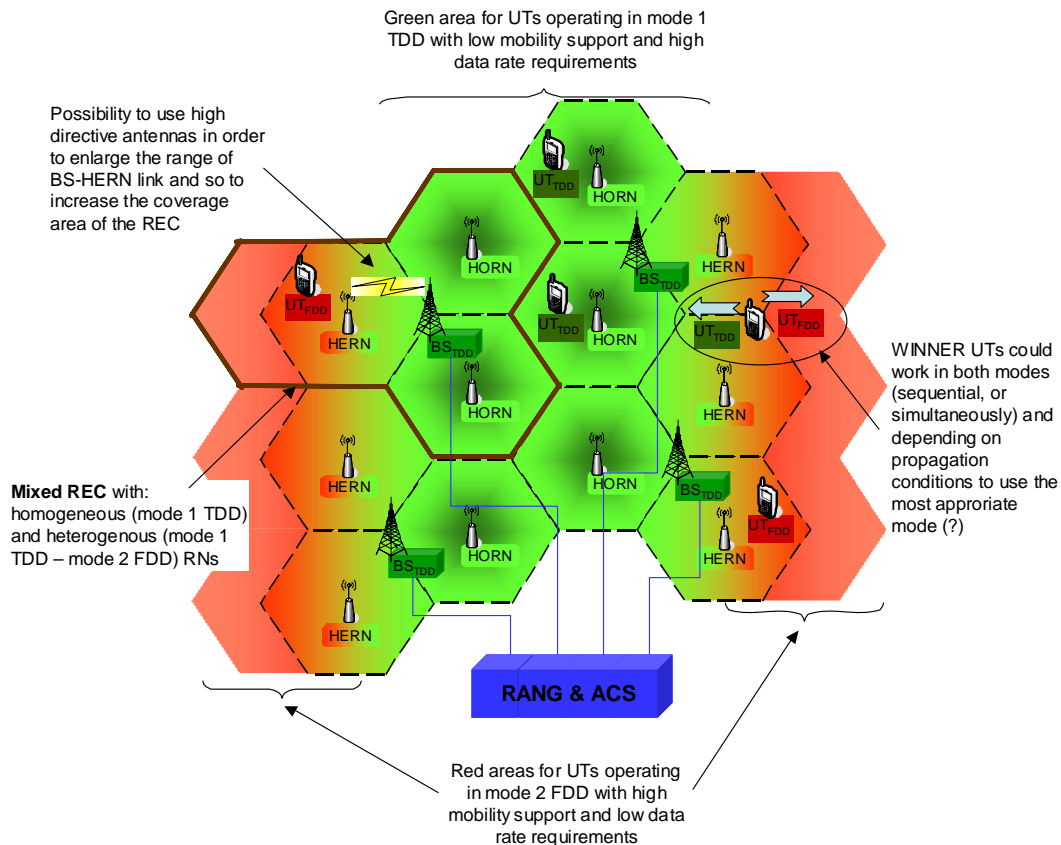 Green area for UTs operating in mode 1
TDD with low mobility support and high
data rate requirements
Possibility to use high
directive antennas in order
to enlarge the range of
BS-HERN link and so to
increase the coverage
area of the REC
UTTDD
HORN
HORN
HERN
BSTDD
UTFDD
HERN
BSTDD
UTTDD
HORN
UTTDD
UTFDD
HORN
HERN
WINNER UTs could
work in both modes
(sequential, or
simultaneously) and
depending on
propagation
conditions to use the
most approriate
mode (?)
HERN
HORN
BSTDD
UTFDD
Mixed REC with:
homogeneous (mode 1 TDD)
and heterogenous (mode 1
TDD – mode 2 FDD) RNs
BSTDD
HORN
HERN
HERN
RANG & ACS
Red areas for UTs operating
in mode 2 FDD with high
mobility support and low data
rate requirements